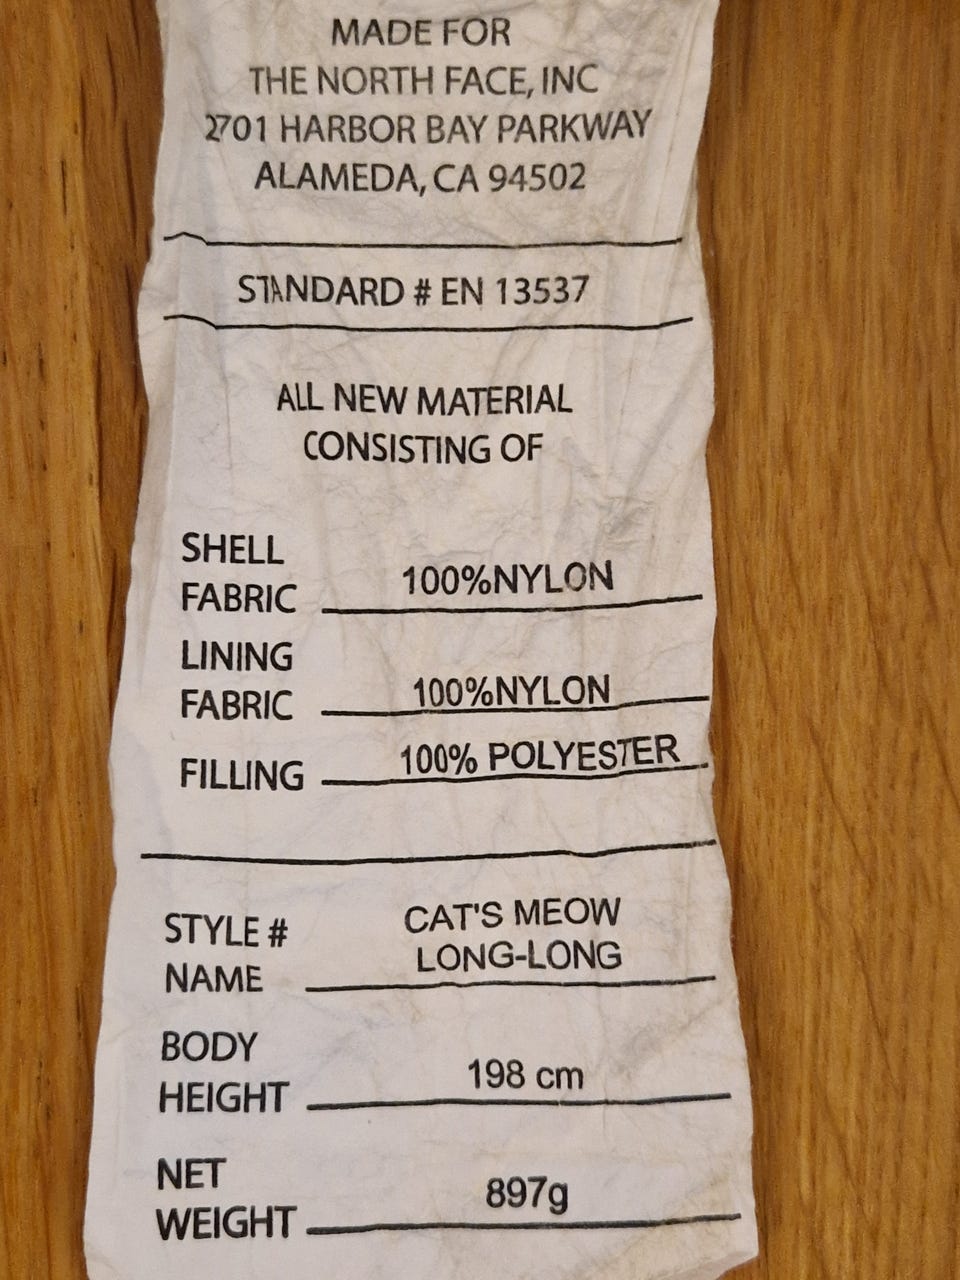 MADE FOR
THE NORTH FACE, INC
2701 HARBOR BAY PARKWAY
ALAMEDA, CA 94502
STANDARD # EN 13537
ALL NEW MATERIAL
CONSISTING OF
SHELL
FABRIC 100%NYLON
LINING
FABRIC 100%NYLON
FILLING 100% POLYESTER
STYLE # CAT'S MEOW
NAME LONG-LONG
BODY
HEIGHT 198 cm
NET
WEIGHT 897g